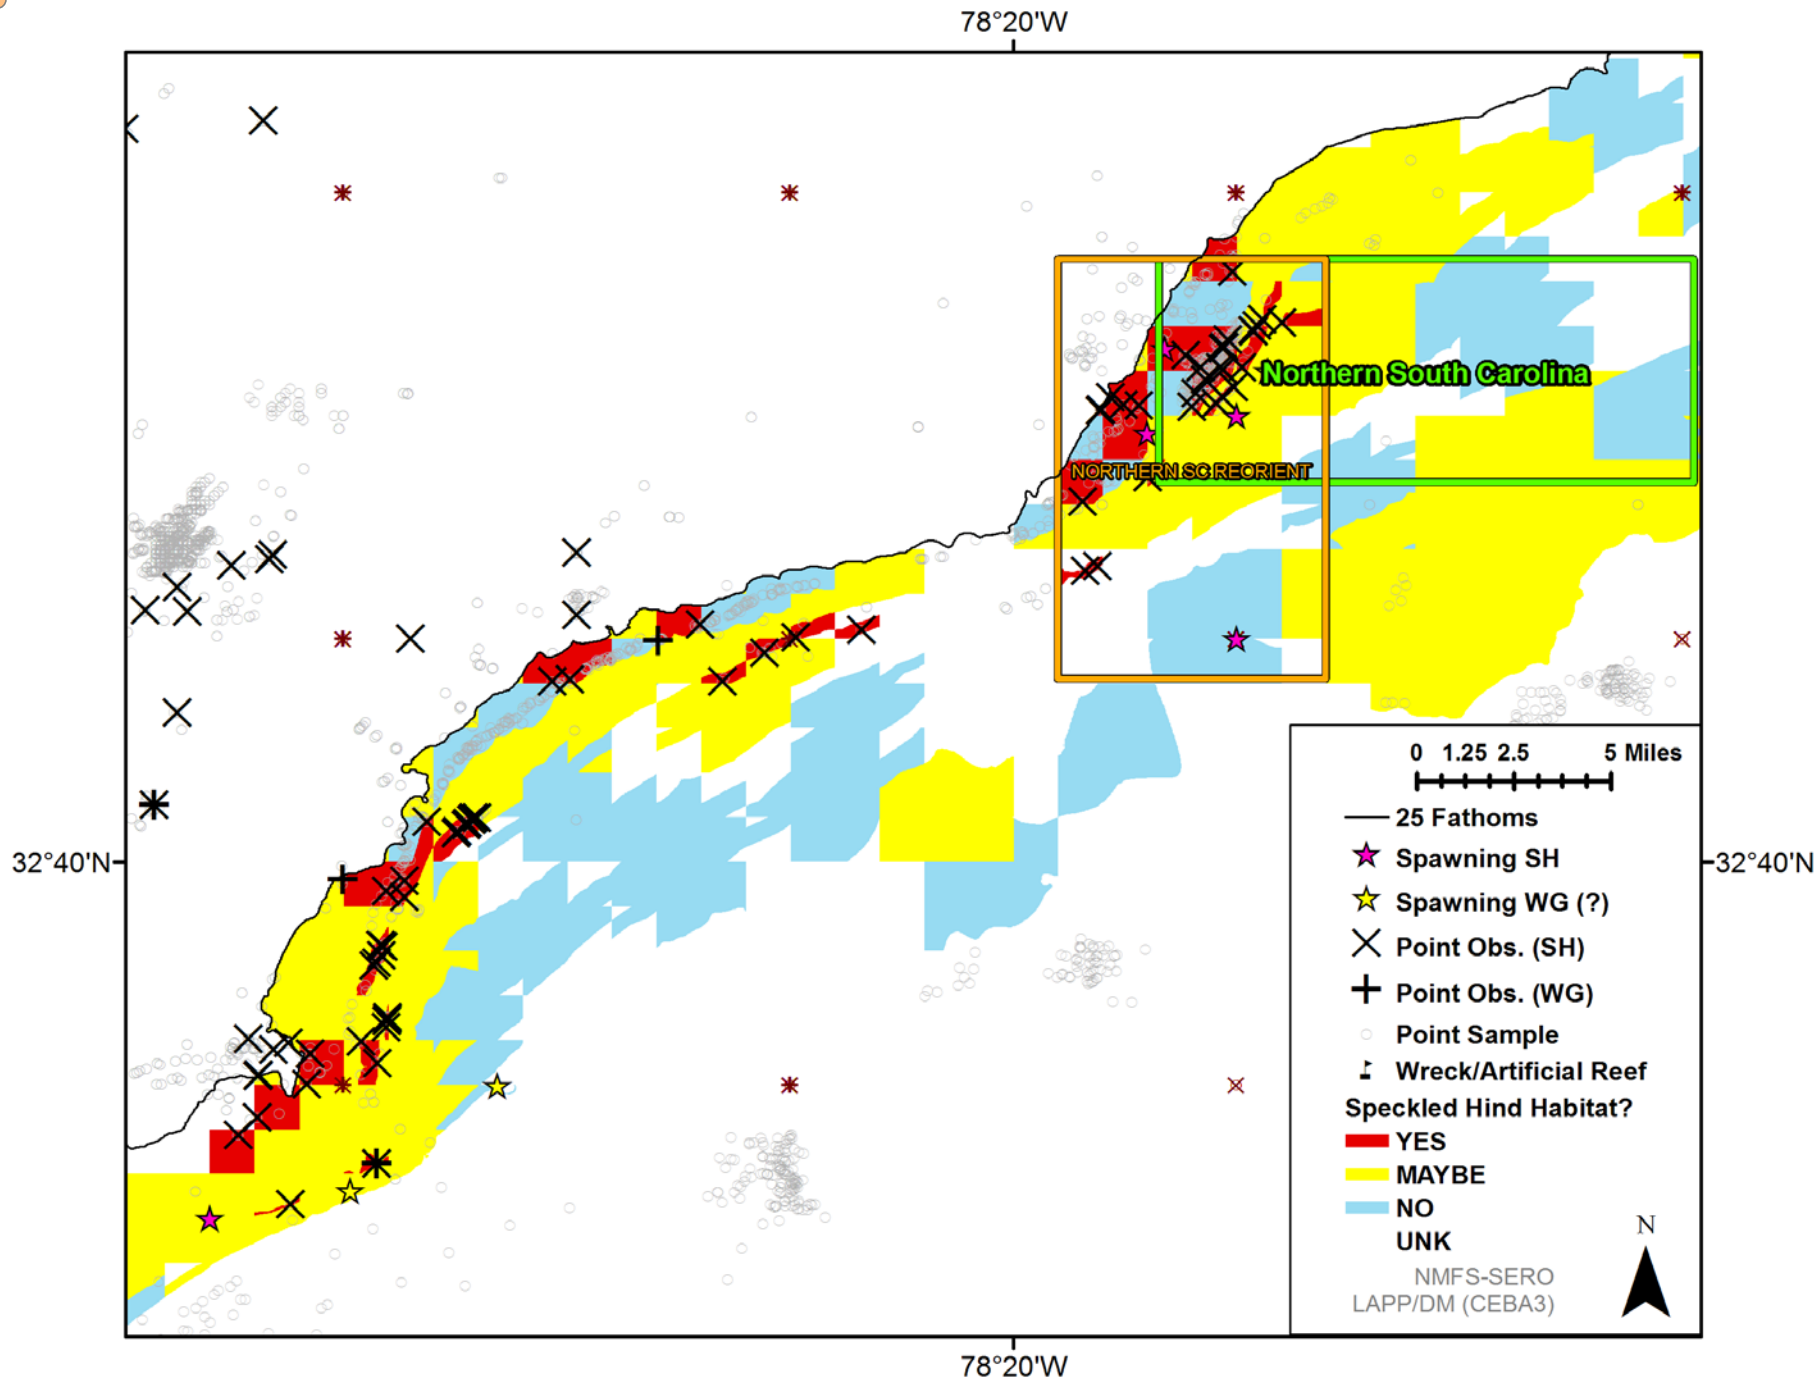 78°20'W
Northern South Carolina
NORTHERN SC REORIENT
0 1.25 2.5 5 Miles
25 Fathoms
Spawning SH
32°40'N
32°40'N
Spawning WG (?)
Point Obs. (SH)
Point Obs. (WG)
Point Sample
Wreck/Artificial Reef
Speckled Hind Habitat?
YES
MAYBE
NO
UNK
N
NMFS-SERO
LAPP/DM (CEBA3)
78°20'W